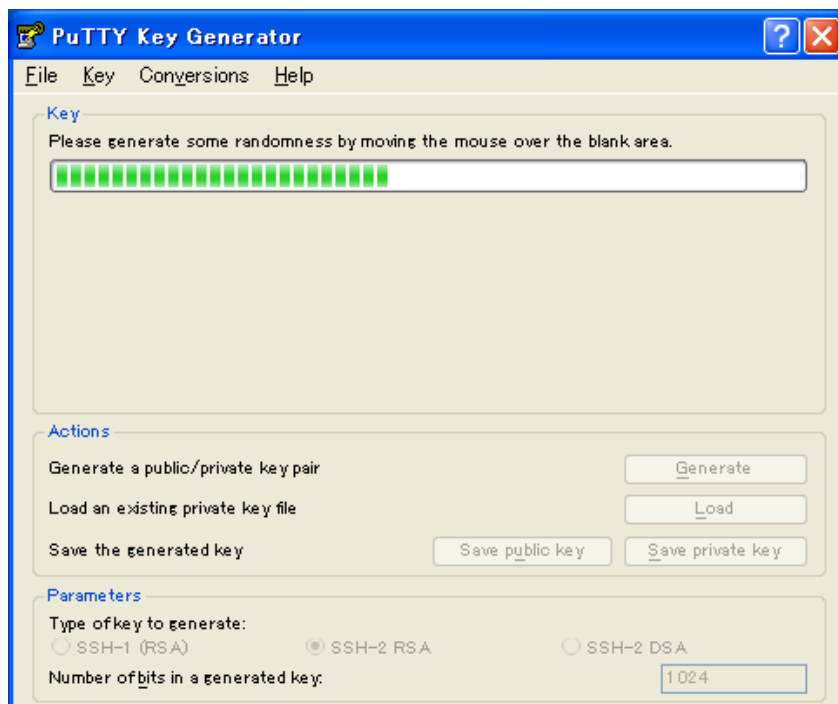 PuTTY Key Generator
File Key Conversions Help
Key
Please generate some randomness by moving the mouse over the blank area.
Actions
Generate a public/private key pair Generate
Load an existing private key file Load
Save the generated key Save public key Save private key
Parameters
Type of key to generate:
SSH-1 (RSA) SSH-2 RSA SSH-2 DSA
Number of bits in a generated key: 1024